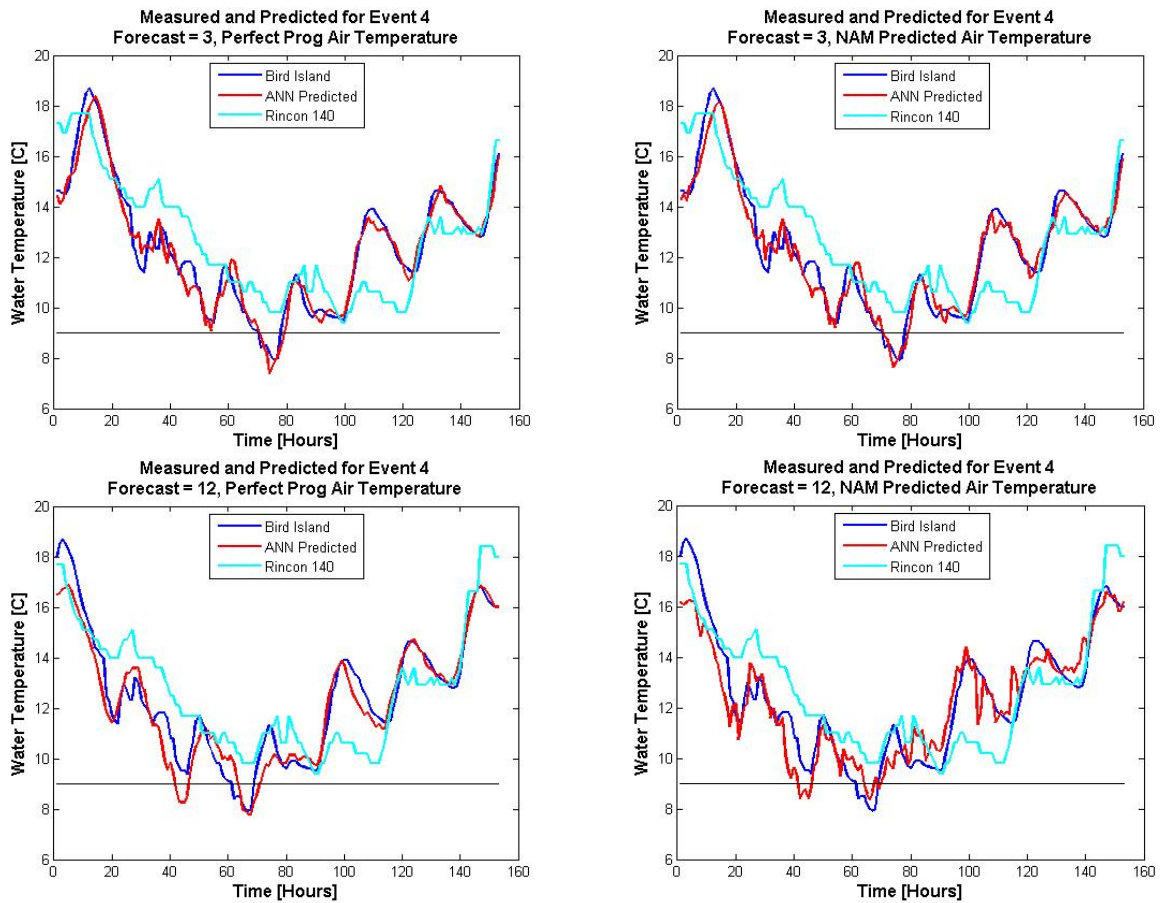 Measured and Predicted for Event 4
Forecast = 3, Perfect Prog Air Temperature
Bird Island
ANN Predicted
Rincon 140
Water Temperature [C]
20
18
16
14
12
10
8
6
0 20 40 60 80 100 120 140 160
Time [Hours]
Measured and Predicted for Event 4
Forecast = 3, NAM Predicted Air Temperature
Bird Island
ANN Predicted
Rincon 140
Water Temperature [C]
20
18
16
14
12
10
8
6
0 20 40 60 80 100 120 140 160
Time [Hours]
Measured and Predicted for Event 4
Forecast = 12, Perfect Prog Air Temperature
Bird Island
ANN Predicted
Rincon 140
Water Temperature [C]
20
18
16
14
12
10
8
6
0 20 40 60 80 100 120 140 160
Time [Hours]
Measured and Predicted for Event 4
Forecast = 12, NAM Predicted Air Temperature
Bird Island
ANN Predicted
Rincon 140
Water Temperature [C]
20
18
16
14
12
10
8
6
0 20 40 60 80 100 120 140 160
Time [Hours]